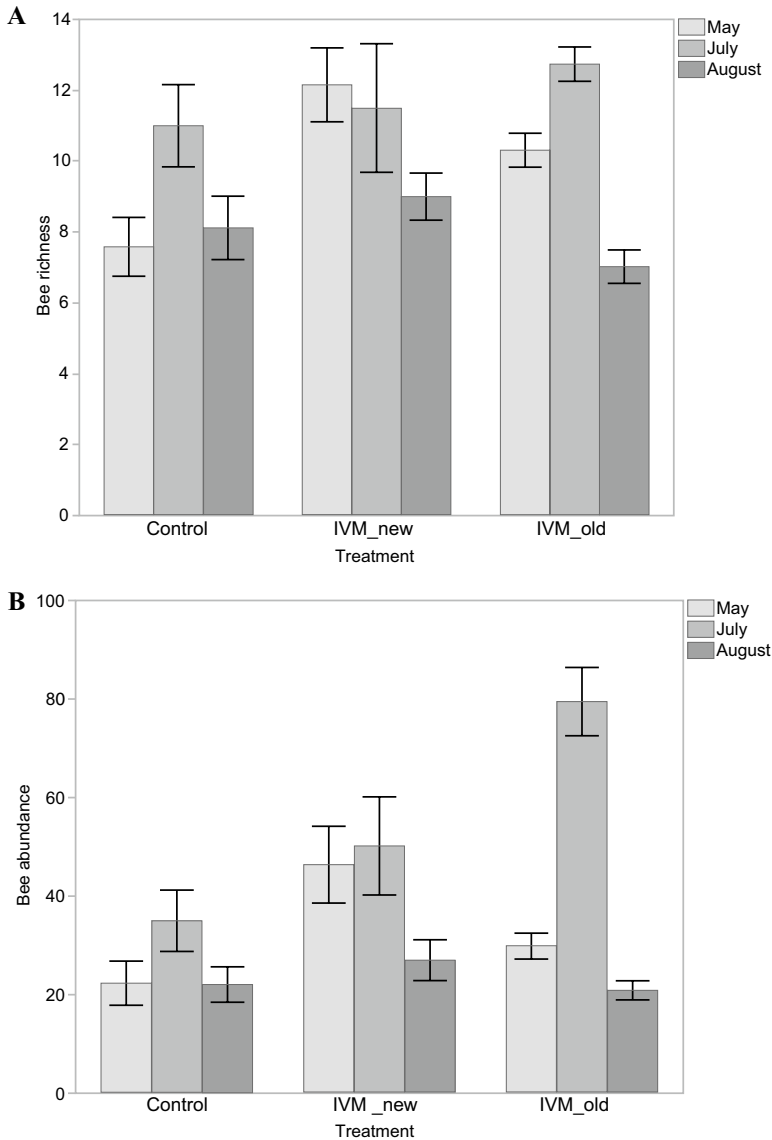 A
14
12
10
8
6
4
2
0
Bee richness
Control
IVM_new
IVM_old
Treatment
May
July
August
B
100
80
60
40
20
0
Bee abundance
Control
IVM _new
IVM_old
Treatment
May
July
August